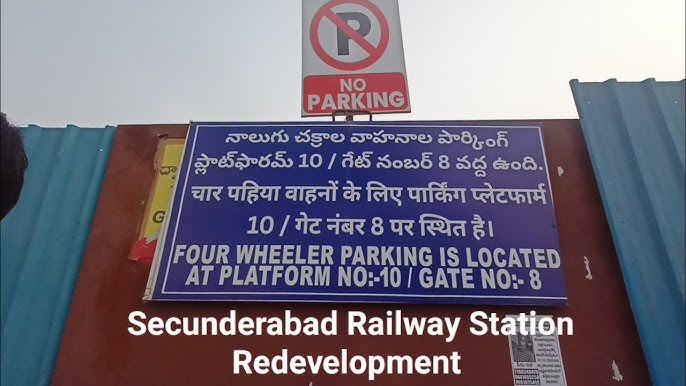 P
NO
PARKING
నాలుగు చక్రాల వాహనాల పార్కింగ్
ప్లాట్‌ఫారమ్ 10 / గేట్ నంబర్ 8 వద్ద ఉంది.
चार पहिया वाहनों के लिए पार्किंग प्लेटफार्म
10 / गेट नंबर 8 पर स्थित है।
FOUR WHEELER PARKING IS LOCATED
AT PLATFORM NO:-10 / GATE NO:- 8
Secunderabad Railway Station
Redevelopment